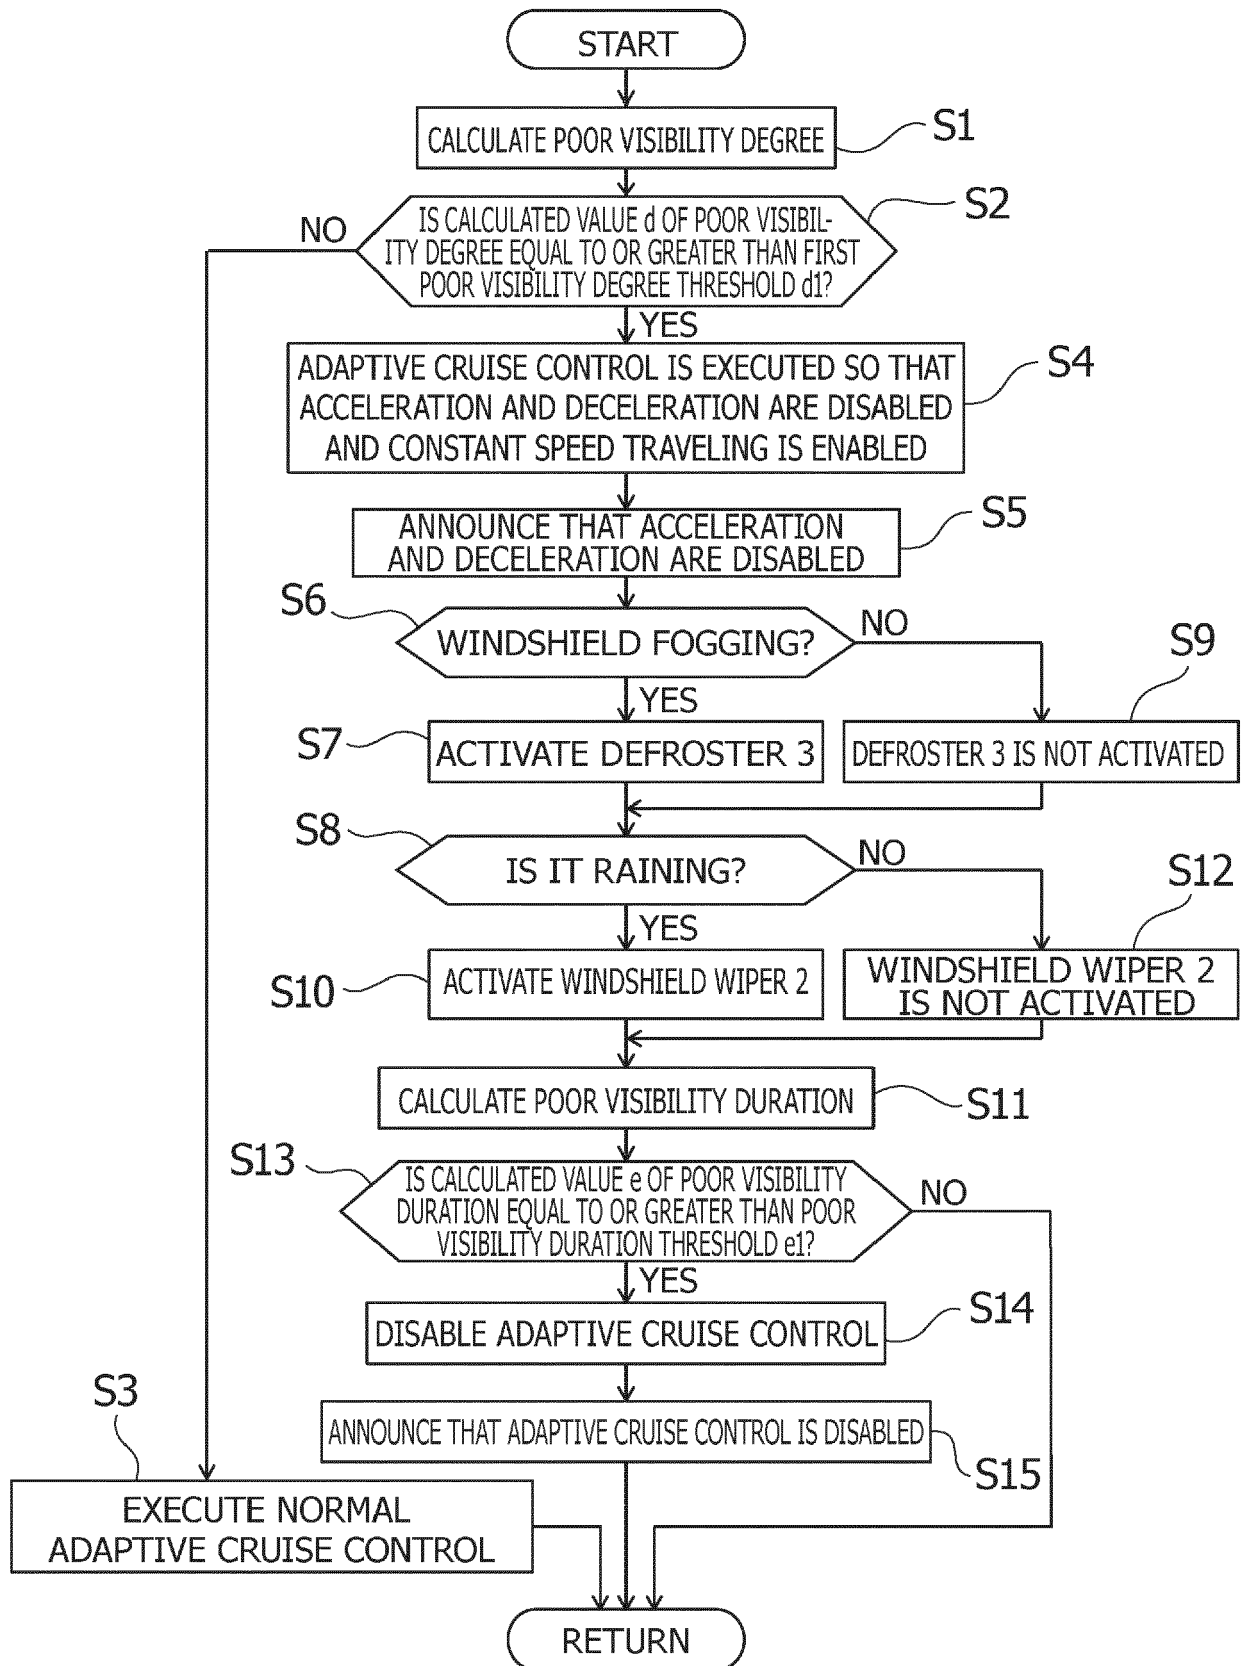 START
CALCULATE POOR VISIBILITY DEGREE
S1
IS CALCULATED VALUE d OF POOR VISIBIL-
ITY DEGREE EQUAL TO OR GREATER THAN FIRST
POOR VISIBILITY DEGREE THRESHOLD d1?
S2
NO
YES
ADAPTIVE CRUISE CONTROL IS EXECUTED SO THAT
ACCELERATION AND DECELERATION ARE DISABLED
AND CONSTANT SPEED TRAVELING IS ENABLED
S4
ANNOUNCE THAT ACCELERATION
AND DECELERATION ARE DISABLED
S5
S6
WINDSHIELD FOGGING?
NO
YES
S9
S7
ACTIVATE DEFROSTER 3
DEFROSTER 3 IS NOT ACTIVATED
S8
IS IT RAINING?
NO
YES
S12
S10
ACTIVATE WINDSHIELD WIPER 2
WINDSHIELD WIPER 2
IS NOT ACTIVATED
CALCULATE POOR VISIBILITY DURATION
S11
S13
IS CALCULATED VALUE e OF POOR VISIBILITY
DURATION EQUAL TO OR GREATER THAN POOR
VISIBILITY DURATION THRESHOLD e1?
NO
YES
DISABLE ADAPTIVE CRUISE CONTROL
S14
S3
ANNOUNCE THAT ADAPTIVE CRUISE CONTROL IS DISABLED
S15
EXECUTE NORMAL
ADAPTIVE CRUISE CONTROL
RETURN